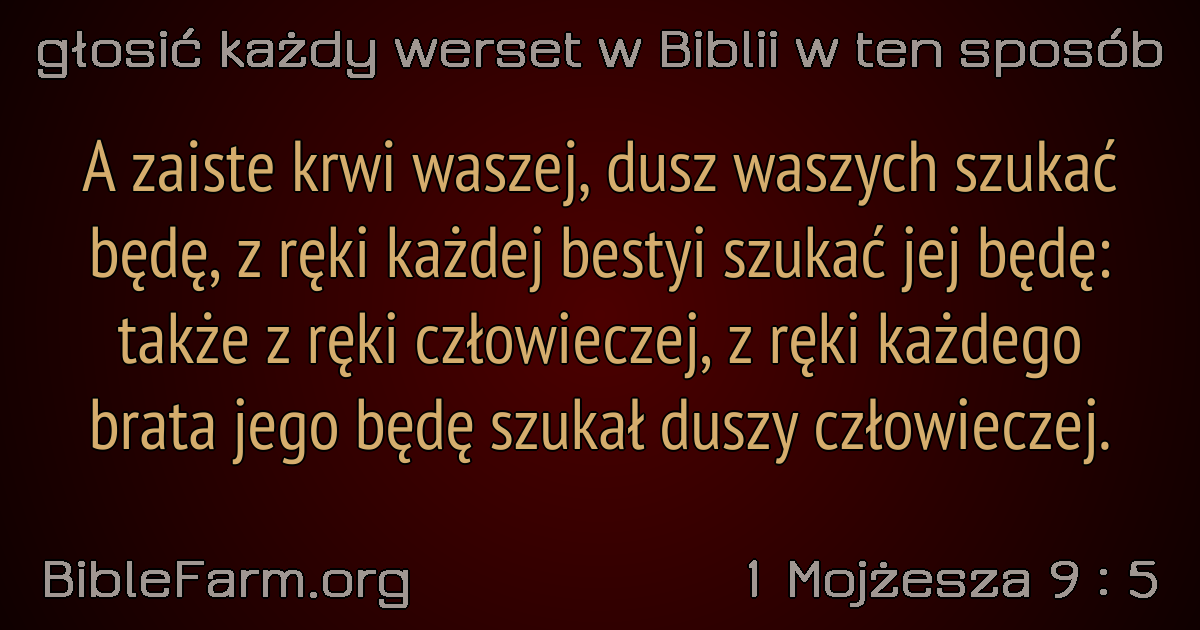 głosić każdy werset w Biblii w ten sposób
A zaiste krwi waszej, dusz waszych szukać
będę, z ręki każdej bestyi szukać jej będę:
także z ręki człowieczej, z ręki każdego
brata jego będę szukał duszy człowieczej.
BibleFarm.org
1 Mojżesza 9 : 5